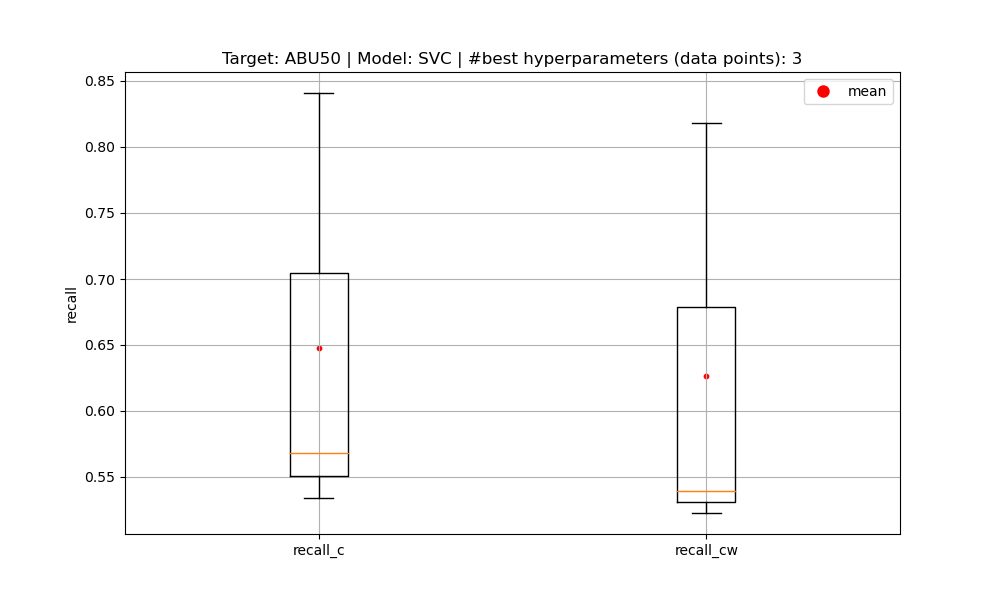 Target: ABU50 | Model: SVC | #best hyperparameters (data points): 3
mean
0.85
0.80
0.75
0.70
0.65
0.60
0.55
recall
recall_c
recall_cw